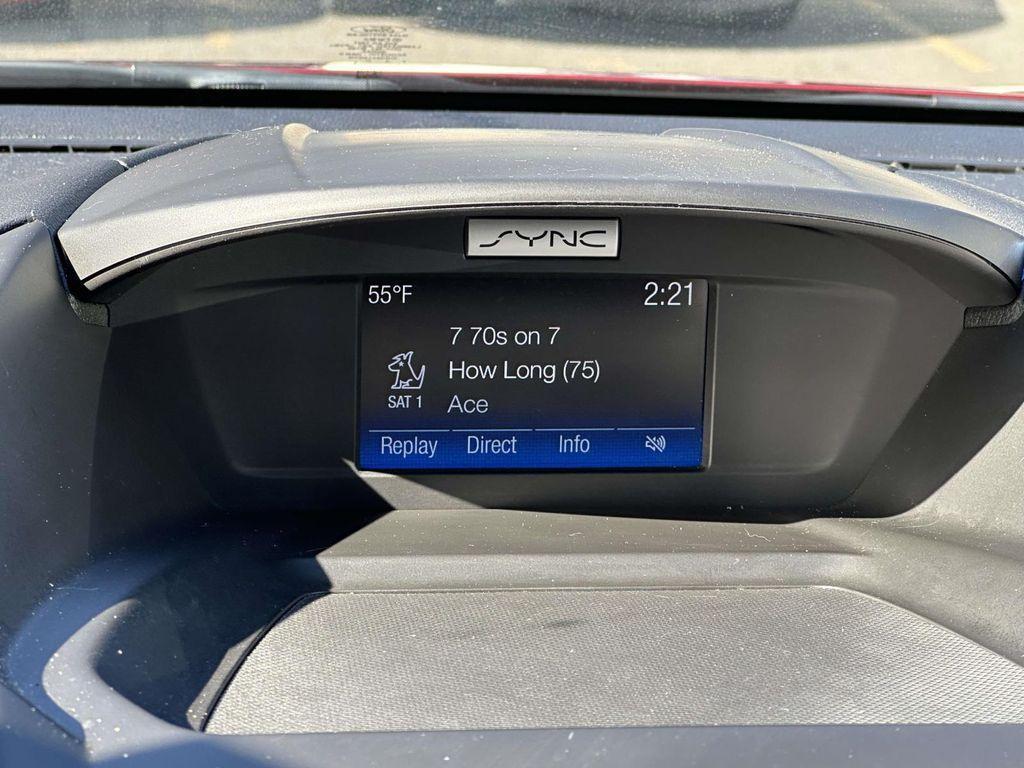 SYNC
55°F 2:21
7 70s on 7
How Long (75)
SAT 1 Ace
Replay Direct Info